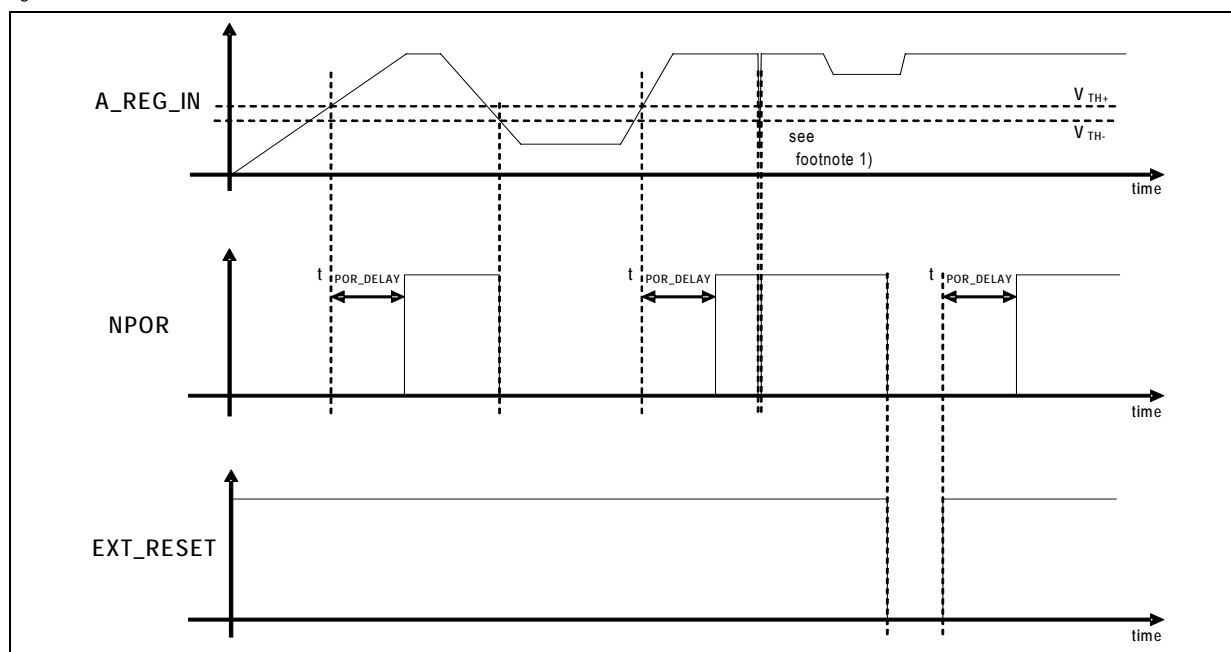 A_REG_IN
V TH+
V TH-
see
footnote 1)
time
t POR_DELAY
t POR_DELAY
t POR_DELAY
NPOR
time
EXT_RESET
time